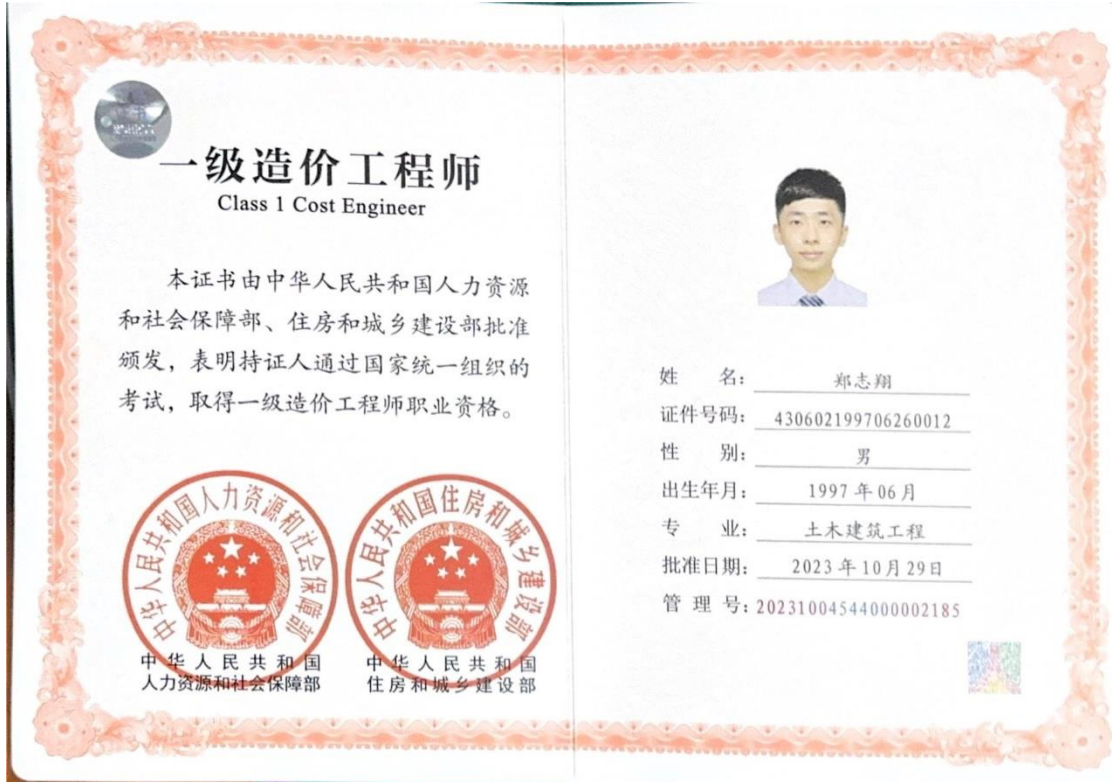 一级造价工程师
Class 1 Cost Engineer
本证书由中华人民共和国人力资源
和社会保障部、住房和城乡建设部批准
颁发，表明持证人通过国家统一组织的
考试，取得一级造价工程师职业资格。
中华人民共和国人力资源和社会保障部
中华人民共和国住房和城乡建设部
中华人民共和国
人力资源和社会保障部
中华人民共和国
住房和城乡建设部
姓 名： 郑志翔
证件号码： 430602199706260012
性 别： 男
出生年月： 1997 年 06 月
专 业： 土木建筑工程
批准日期： 2023 年 10 月 29 日
管 理 号： 20231004544000002185